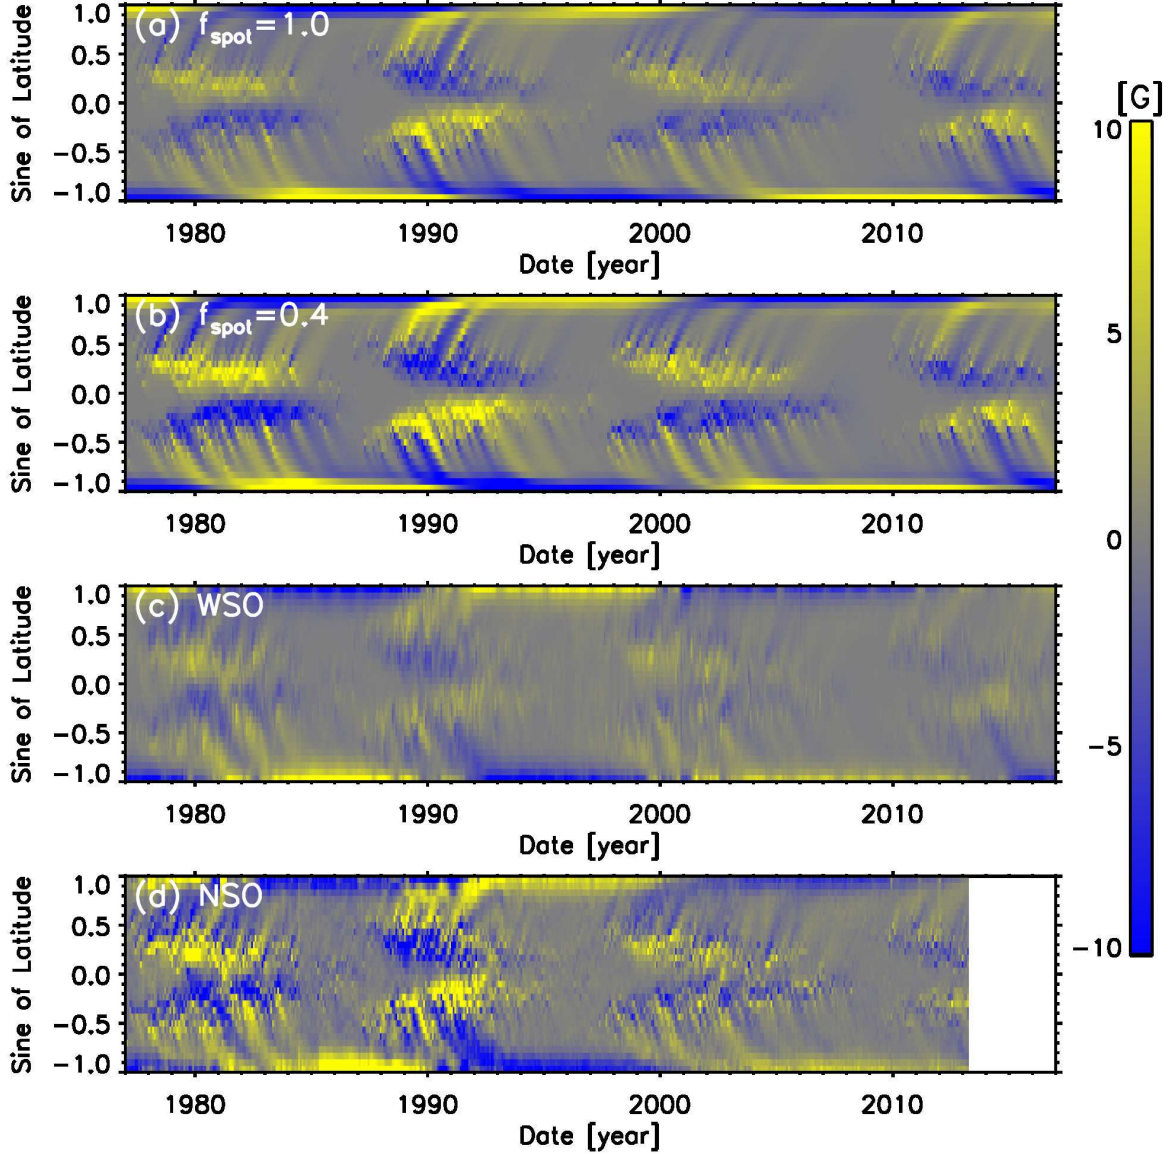 (a) f_spot=1.0
1.0
0.5
0.0
−0.5
−1.0
Sine of Latitude
1980 1990 2000 2010
Date [year]
(b) f_spot=0.4
1.0
0.5
0.0
−0.5
−1.0
Sine of Latitude
1980 1990 2000 2010
Date [year]
(c) WSO
1.0
0.5
0.0
−0.5
−1.0
Sine of Latitude
1980 1990 2000 2010
Date [year]
(d) NSO
1.0
0.5
0.0
−0.5
−1.0
Sine of Latitude
1980 1990 2000 2010
Date [year]
[G]
10
5
0
−5
−10